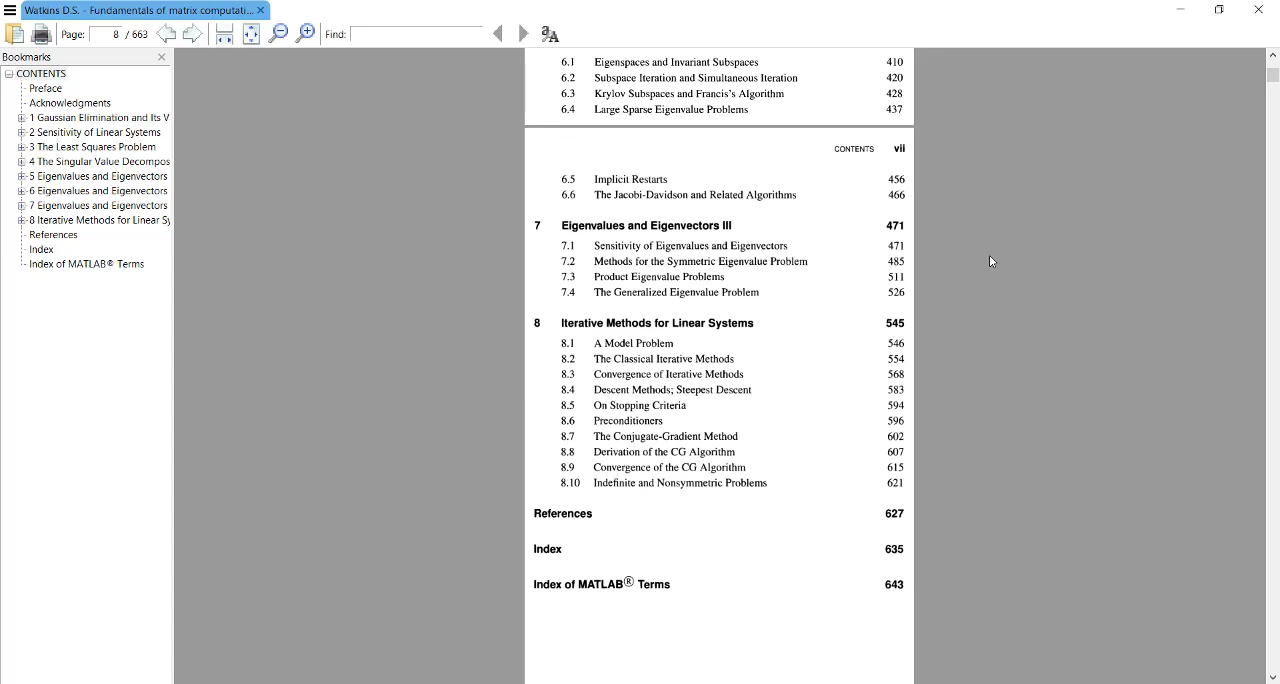 Watkins D.S. - Fundamentals of matrix computati...
Page: 8 / 663 Find:
Bookmarks
CONTENTS
Preface
Acknowledgments
1 Gaussian Elimination and Its V
2 Sensitivity of Linear Systems
3 The Least Squares Problem
4 The Singular Value Decompos
5 Eigenvalues and Eigenvectors
6 Eigenvalues and Eigenvectors
7 Eigenvalues and Eigenvectors
8 Iterative Methods for Linear Sy
References
Index
Index of MATLAB® Terms
6.1 Eigenspaces and Invariant Subspaces 410
6.2 Subspace Iteration and Simultaneous Iteration 420
6.3 Krylov Subspaces and Francis's Algorithm 428
6.4 Large Sparse Eigenvalue Problems 437
CONTENTS vii
6.5 Implicit Restarts 456
6.6 The Jacobi-Davidson and Related Algorithms 466
7 Eigenvalues and Eigenvectors III 471
7.1 Sensitivity of Eigenvalues and Eigenvectors 471
7.2 Methods for the Symmetric Eigenvalue Problem 485
7.3 Product Eigenvalue Problems 511
7.4 The Generalized Eigenvalue Problem 526
8 Iterative Methods for Linear Systems 545
8.1 A Model Problem 546
8.2 The Classical Iterative Methods 554
8.3 Convergence of Iterative Methods 568
8.4 Descent Methods; Steepest Descent 583
8.5 On Stopping Criteria 594
8.6 Preconditioners 596
8.7 The Conjugate-Gradient Method 602
8.8 Derivation of the CG Algorithm 607
8.9 Convergence of the CG Algorithm 615
8.10 Indefinite and Nonsymmetric Problems 621
References 627
Index 635
Index of MATLAB® Terms 643